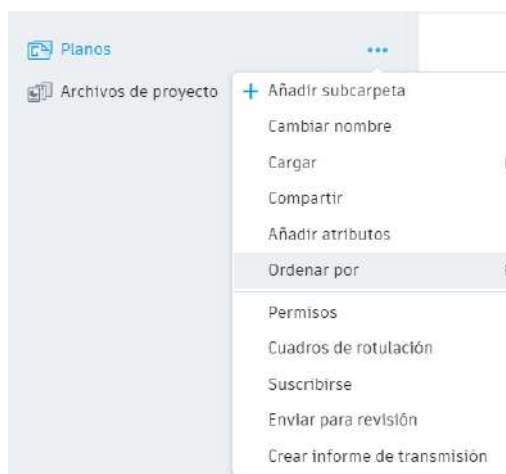 Planos
Archivos de proyecto
Añadir subcarpeta
Cambiar nombre
Cargar
Compartir
Añadir atributos
Ordenar por
Permisos
Cuadros de rotulación
Suscribirse
Enviar para revisión
Crear informe de transmisión